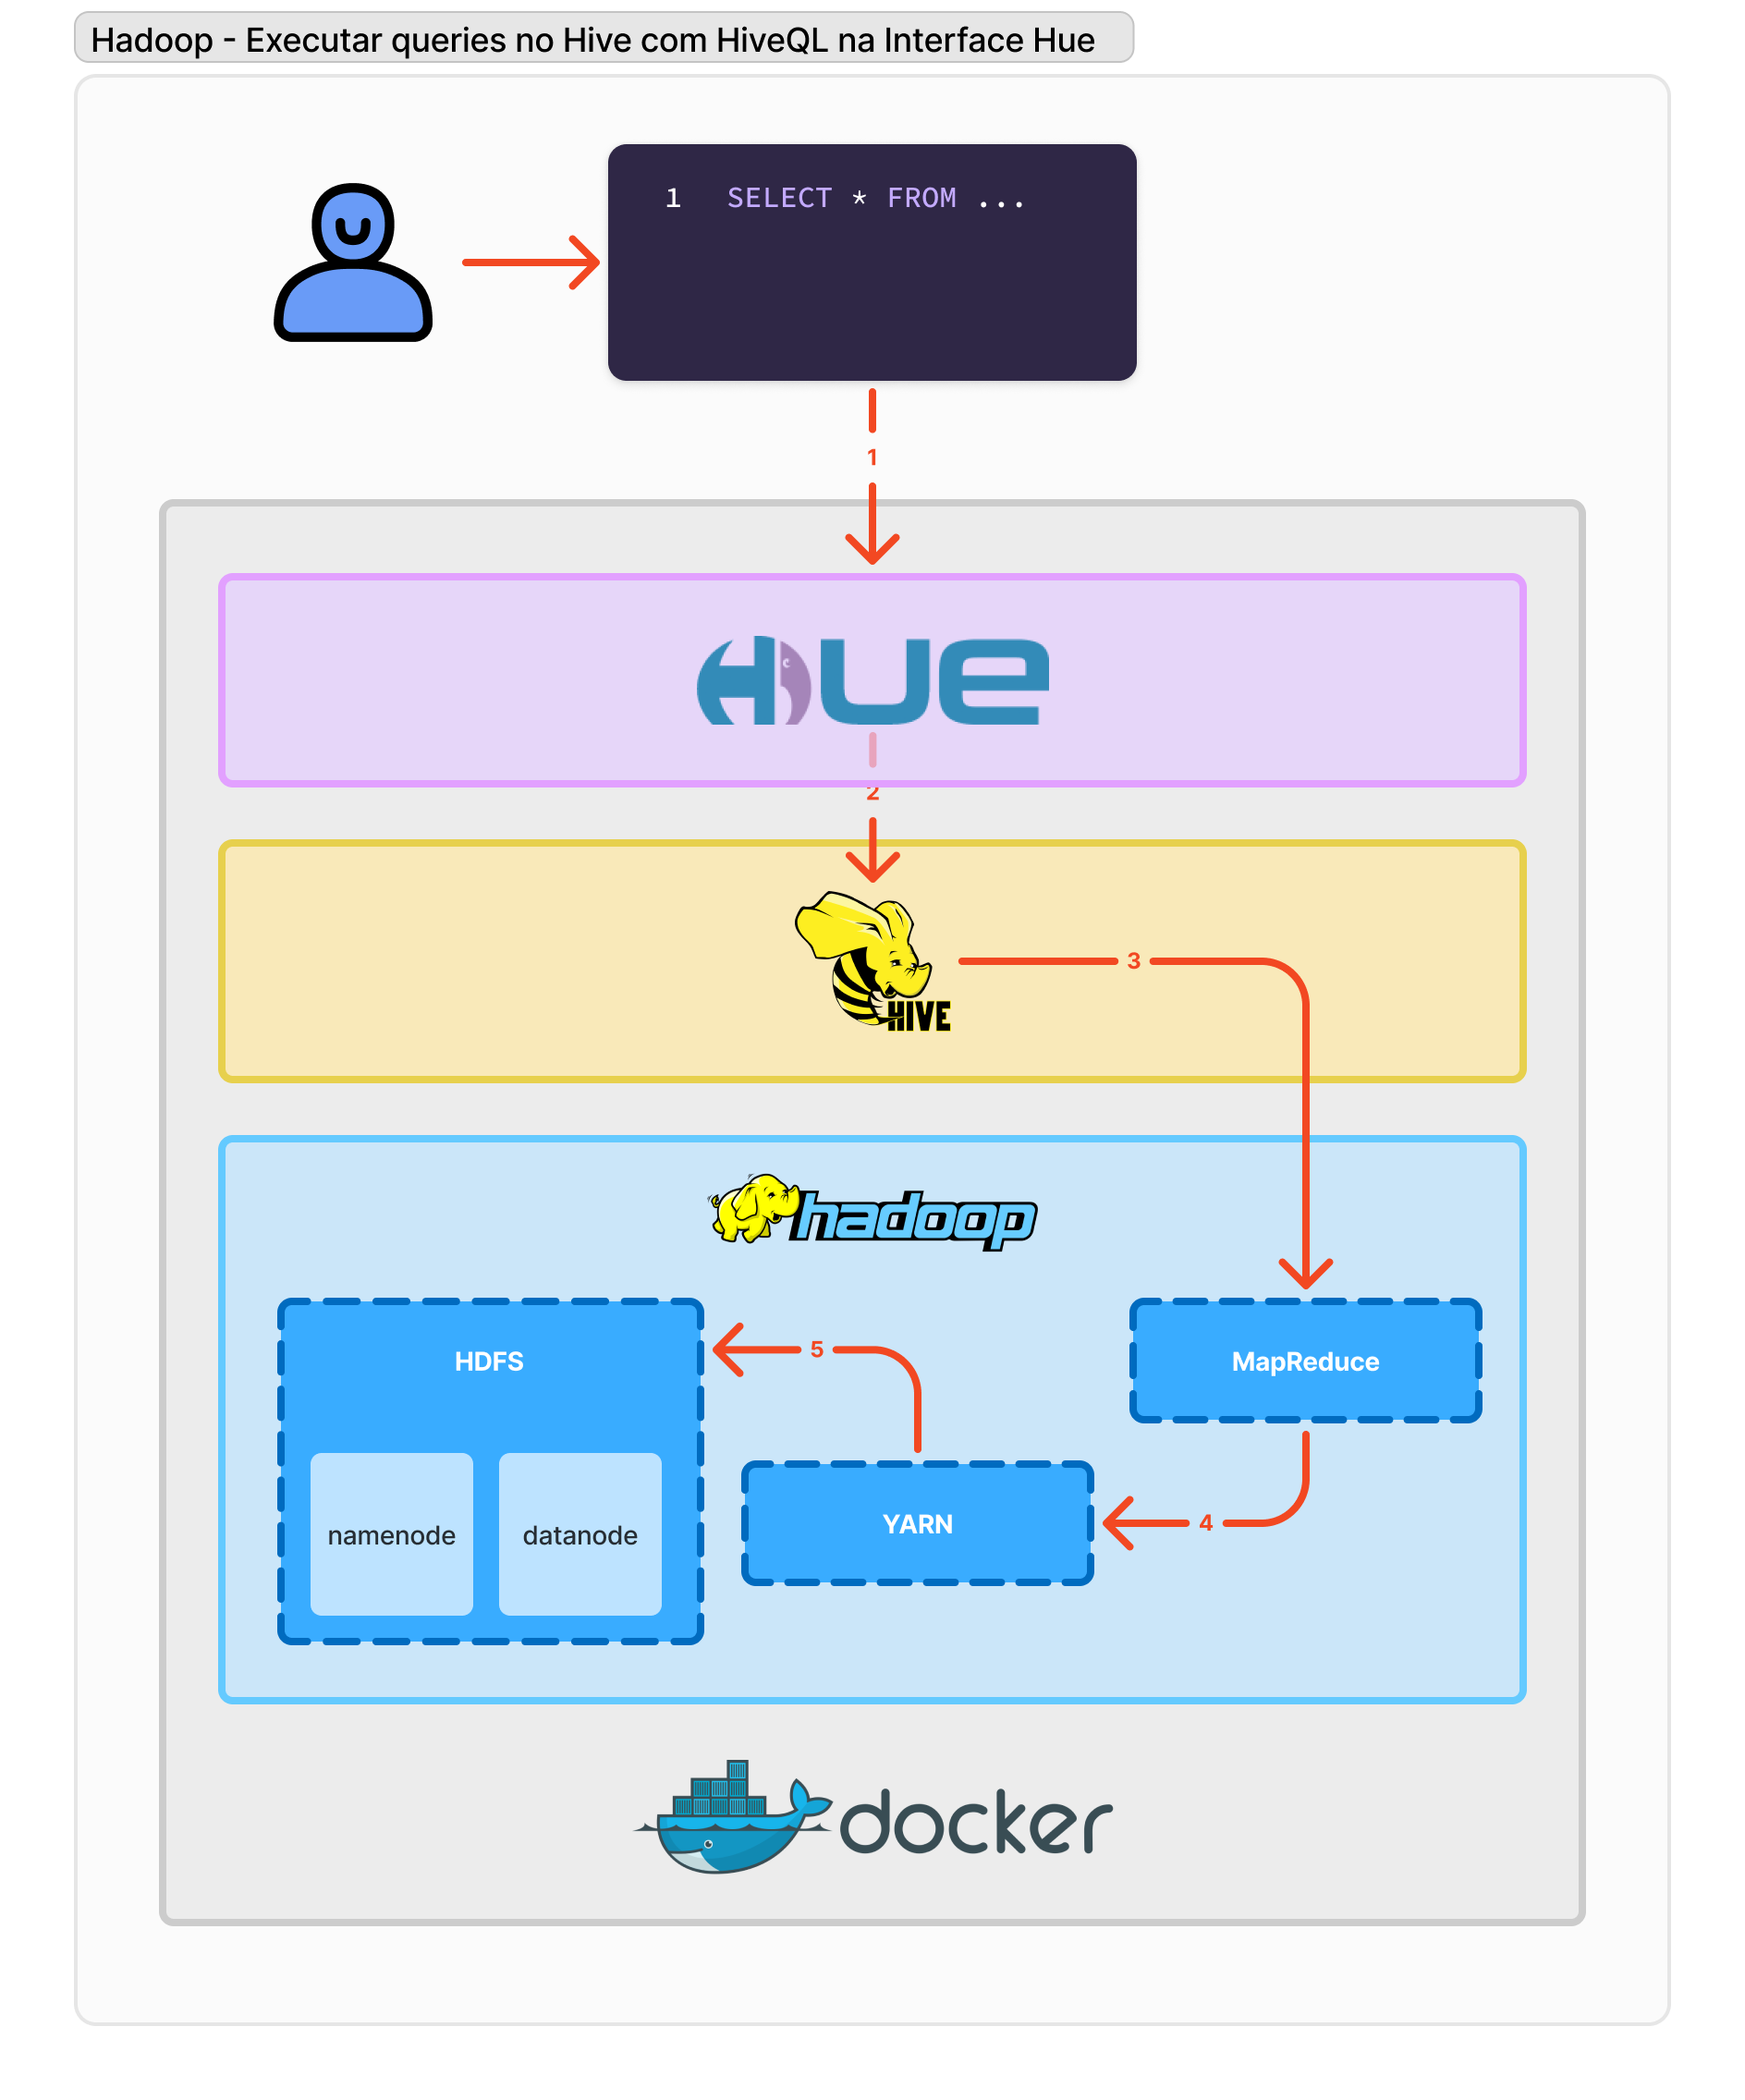 Hadoop - Executar queries no Hive com HiveQL na Interface Hue
1 SELECT * FROM ...
1
HUE
2
HIVE
3
hadoop
HDFS
5
MapReduce
namenode
datanode
YARN
4
docker